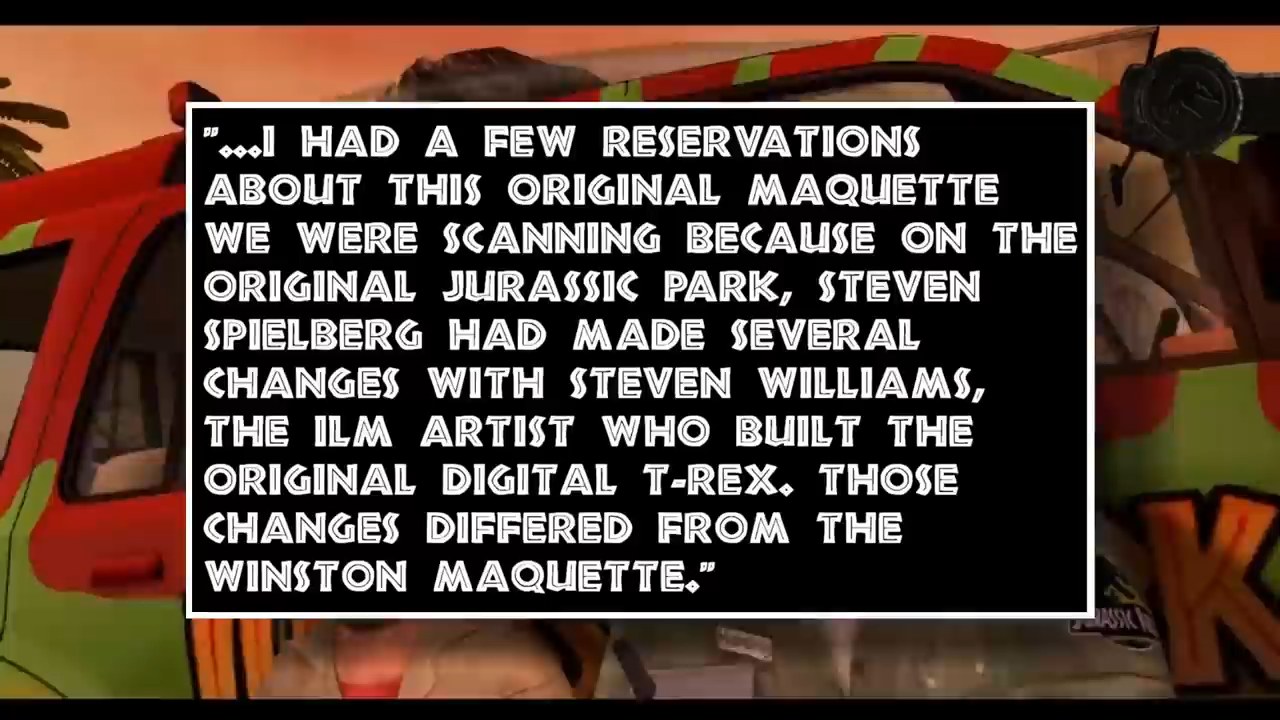 "...I HAD A FEW RESERVATIONS
ABOUT THIS ORIGINAL MAQUETTE
WE WERE SCANNING BECAUSE ON THE
ORIGINAL JURASSIC PARK, STEVEN
SPIELBERG HAD MADE SEVERAL
CHANGES WITH STEVEN WILLIAMS,
THE ILM ARTIST WHO BUILT THE
ORIGINAL DIGITAL T-REX. THOSE
CHANGES DIFFERED FROM THE
WINSTON MAQUETTE."
K